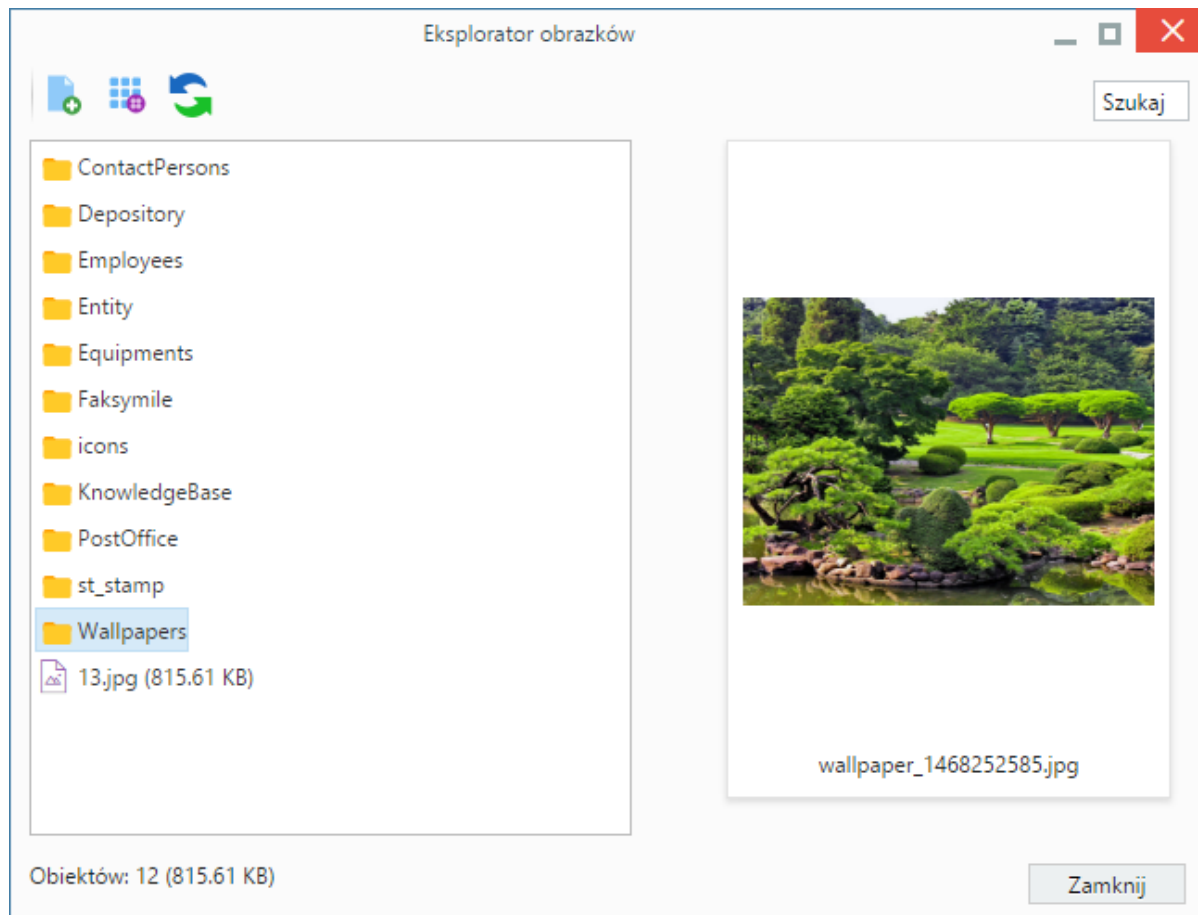 Eksplorator obrazków
Szukaj
ContactPersons
Depository
Employees
Entity
Equipments
Faksymile
icons
KnowledgeBase
PostOffice
st_stamp
Wallpapers
13.jpg (815.61 KB)
wallpaper_1468252585.jpg
Obiektów: 12 (815.61 KB)
Zamknij